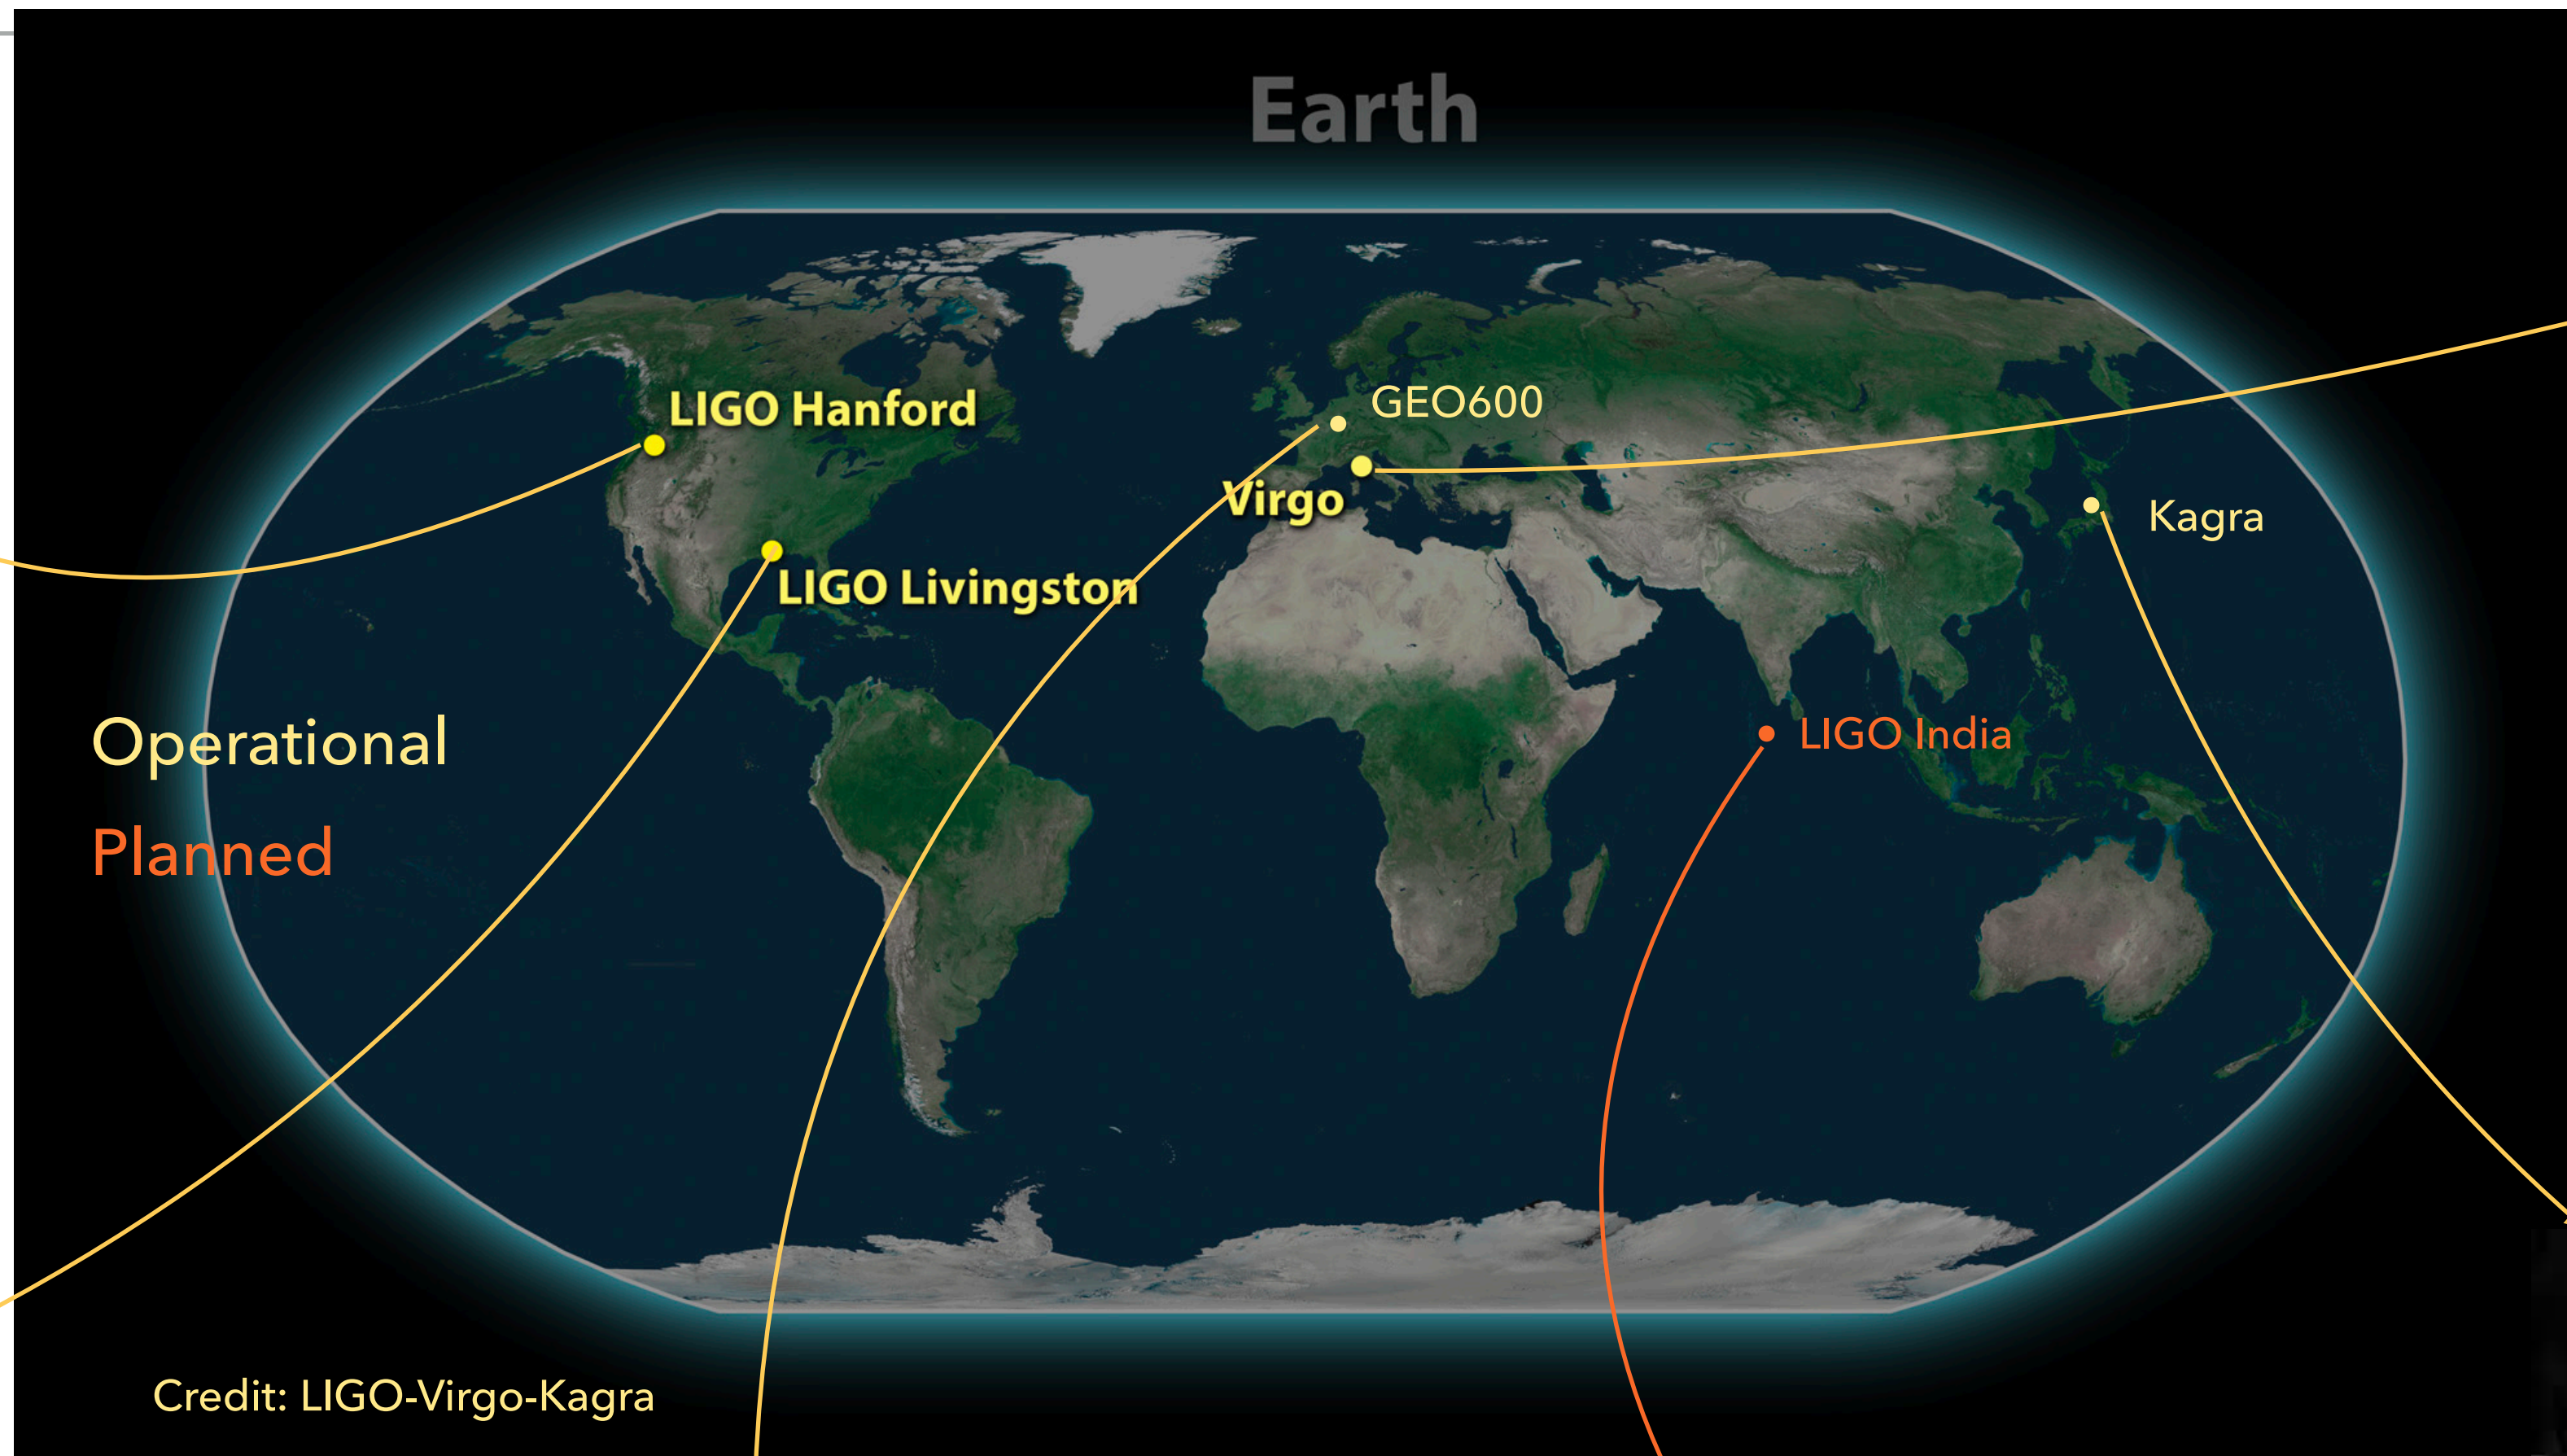 Earth
LIGO Hanford
GEO600
Virgo
Kagra
LIGO Livingston
Operational
LIGO India
Planned
Credit: LIGO-Virgo-Kagra